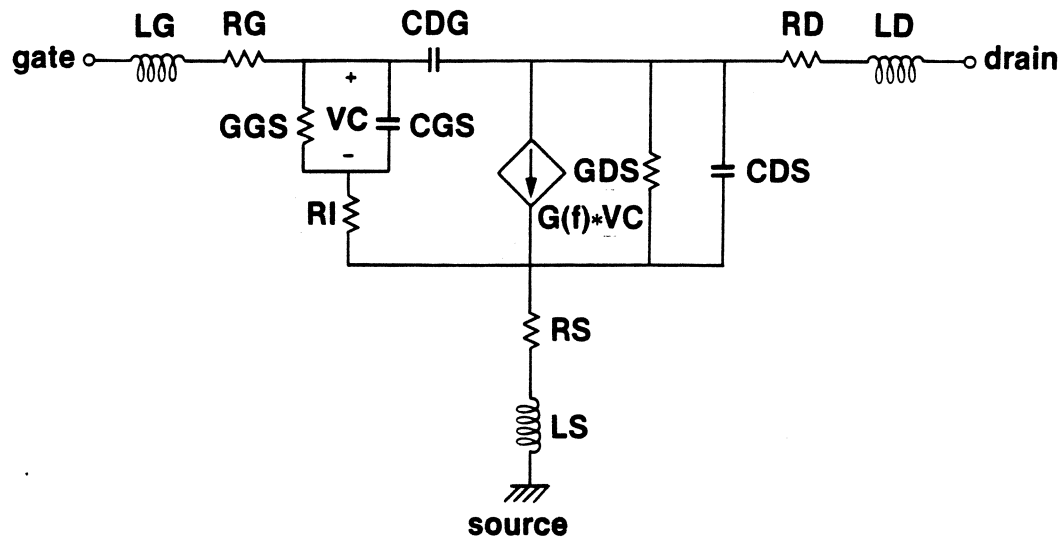 LG
RG
CDG
RD
LD
gate
drain
+
GGS
VC
CGS
-
GDS
CDS
RI
G(f)*VC
RS
LS
source